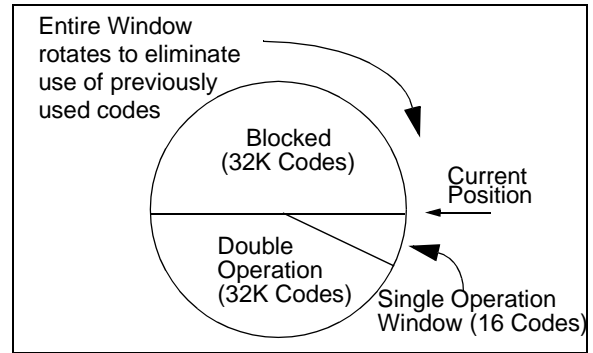 Entire Window
rotates to eliminate
use of previously
used codes
Blocked
(32K Codes)
Current
Position
Double
Operation
(32K Codes)
Single Operation
Window (16 Codes)